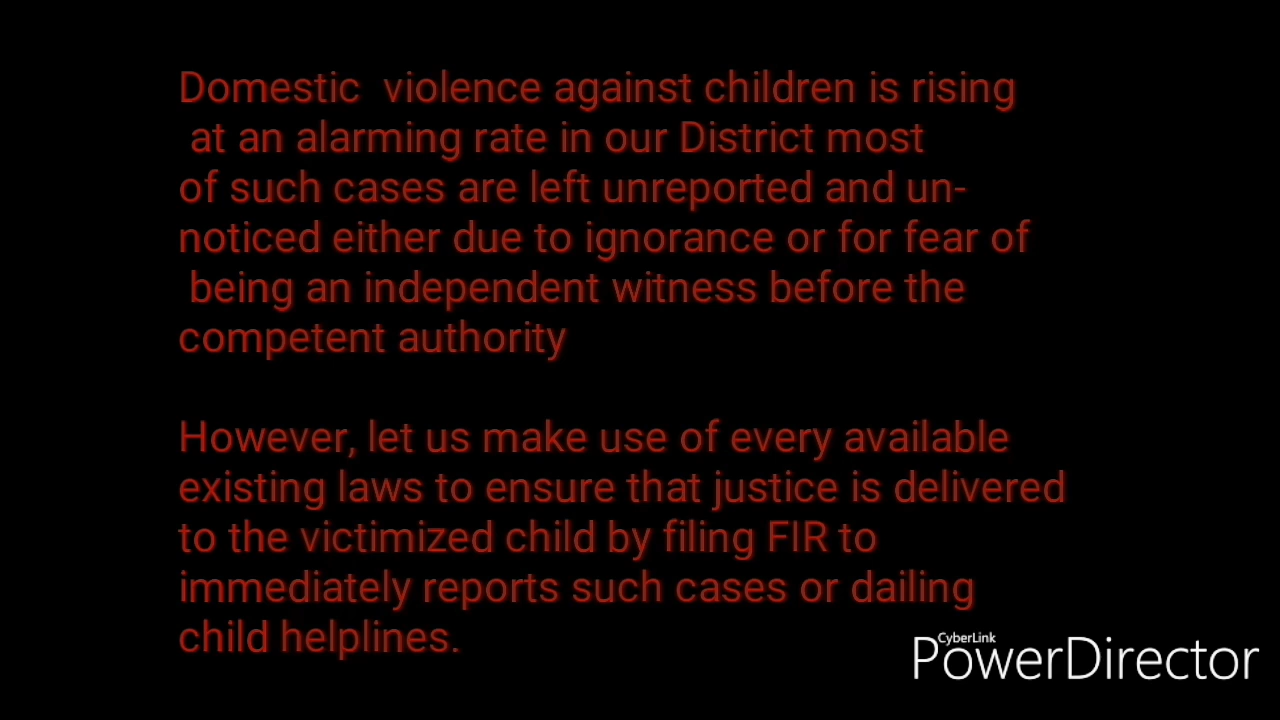 Domestic  violence against children is rising
at an alarming rate in our District most
of such cases are left unreported and un-
noticed either due to ignorance or for fear of
being an independent witness before the
competent authority
However, let us make use of every available
existing laws to ensure that justice is delivered
to the victimized child by filing FIR to
immediately reports such cases or dailing
child helplines.
CyberLink
PowerDirector